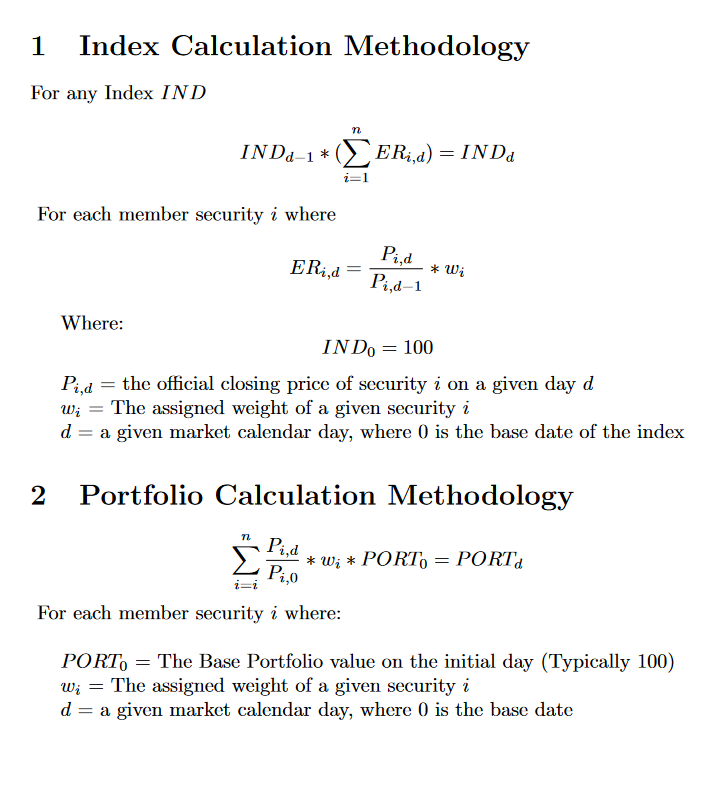 1 Index Calculation Methodology
For any Index IND
IND_{d−1} ∗ (∑_{i=1}^{n} ER_{i,d}) = IND_d
For each member security i where
ER_{i,d} = \frac{P_{i,d}}{P_{i,d−1}} ∗ w_i
Where:
IND_0 = 100
P_{i,d} = the official closing price of security i on a given day d
w_i = The assigned weight of a given security i
d = a given market calendar day, where 0 is the base date of the index
2 Portfolio Calculation Methodology
∑_{i=i}^{n} \frac{P_{i,d}}{P_{i,0}} ∗ w_i ∗ PORT_0 = PORT_d
For each member security i where:
PORT_0 = The Base Portfolio value on the initial day (Typically 100)
w_i = The assigned weight of a given security i
d = a given market calendar day, where 0 is the base date